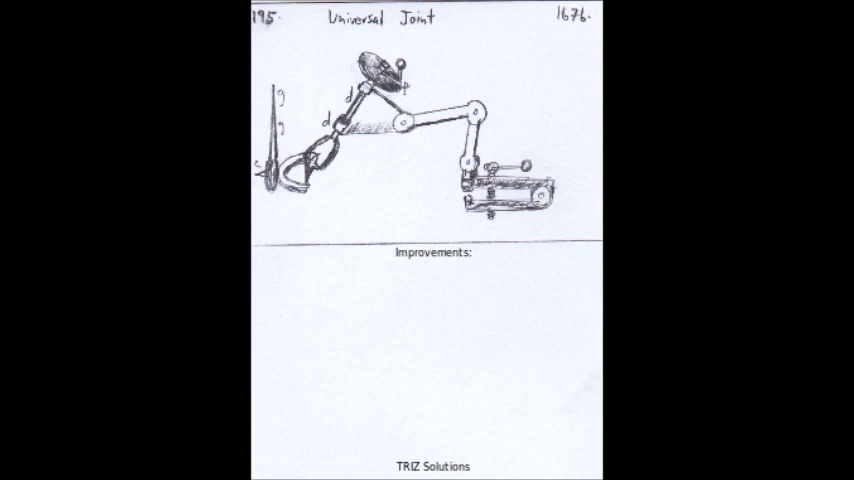 195. Universal Joint 1676.
d
d
g
g
Improvements:
TRIZ Solutions